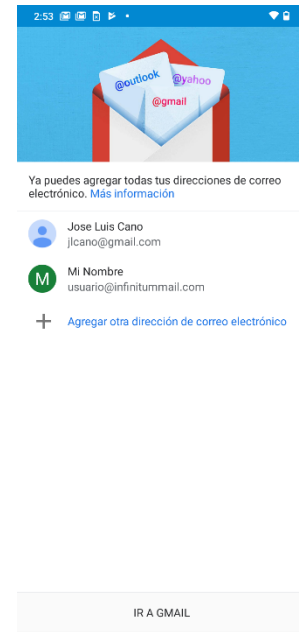 2:53
@outlook
@yahoo
@gmail
Ya puedes agregar todas tus direcciones de correo
electrónico. Más información
Jose Luis Cano
jlcano@gmail.com
M
Mi Nombre
usuario@infinitummail.com
Agregar otra dirección de correo electrónico
IR A GMAIL